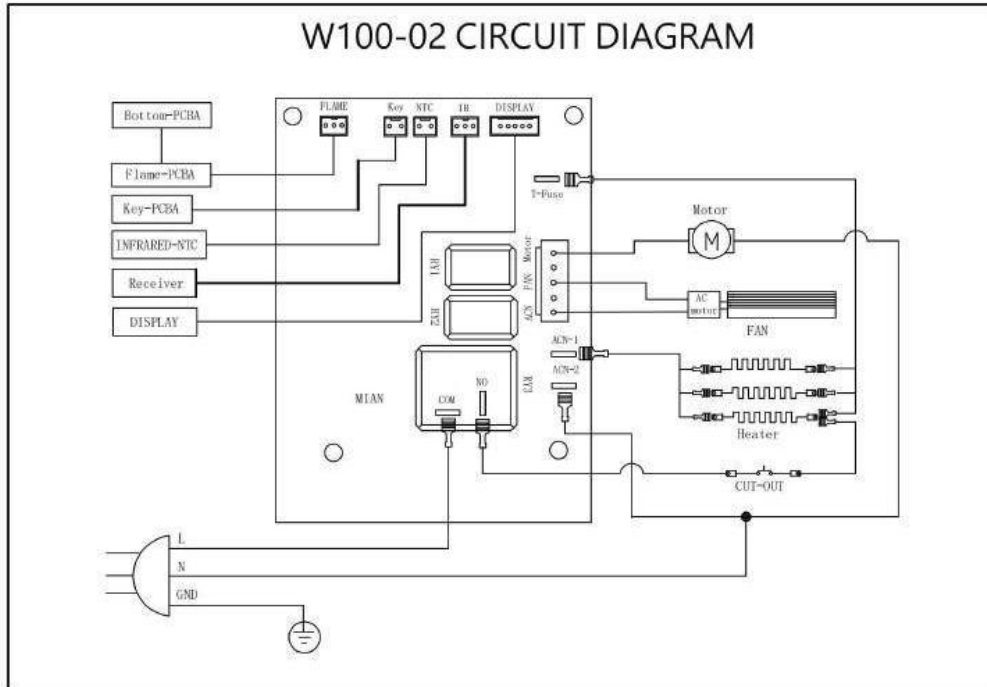 W100-02 CIRCUIT DIAGRAM
FLAME
Key
NTC
IR
DISPLAY
Bottom-PCBA
Flame-PCBA
Key-PCBA
INFRARED-NTC
Receiver
DISPLAY
T-Fuse
Motor
M
Motor
FAN
ACN
RY1
RY2
AC
motor
FAN
ACN-1
ACN-2
RY3
MIAN
COM
NO
Heater
CUT-OUT
L
N
GND